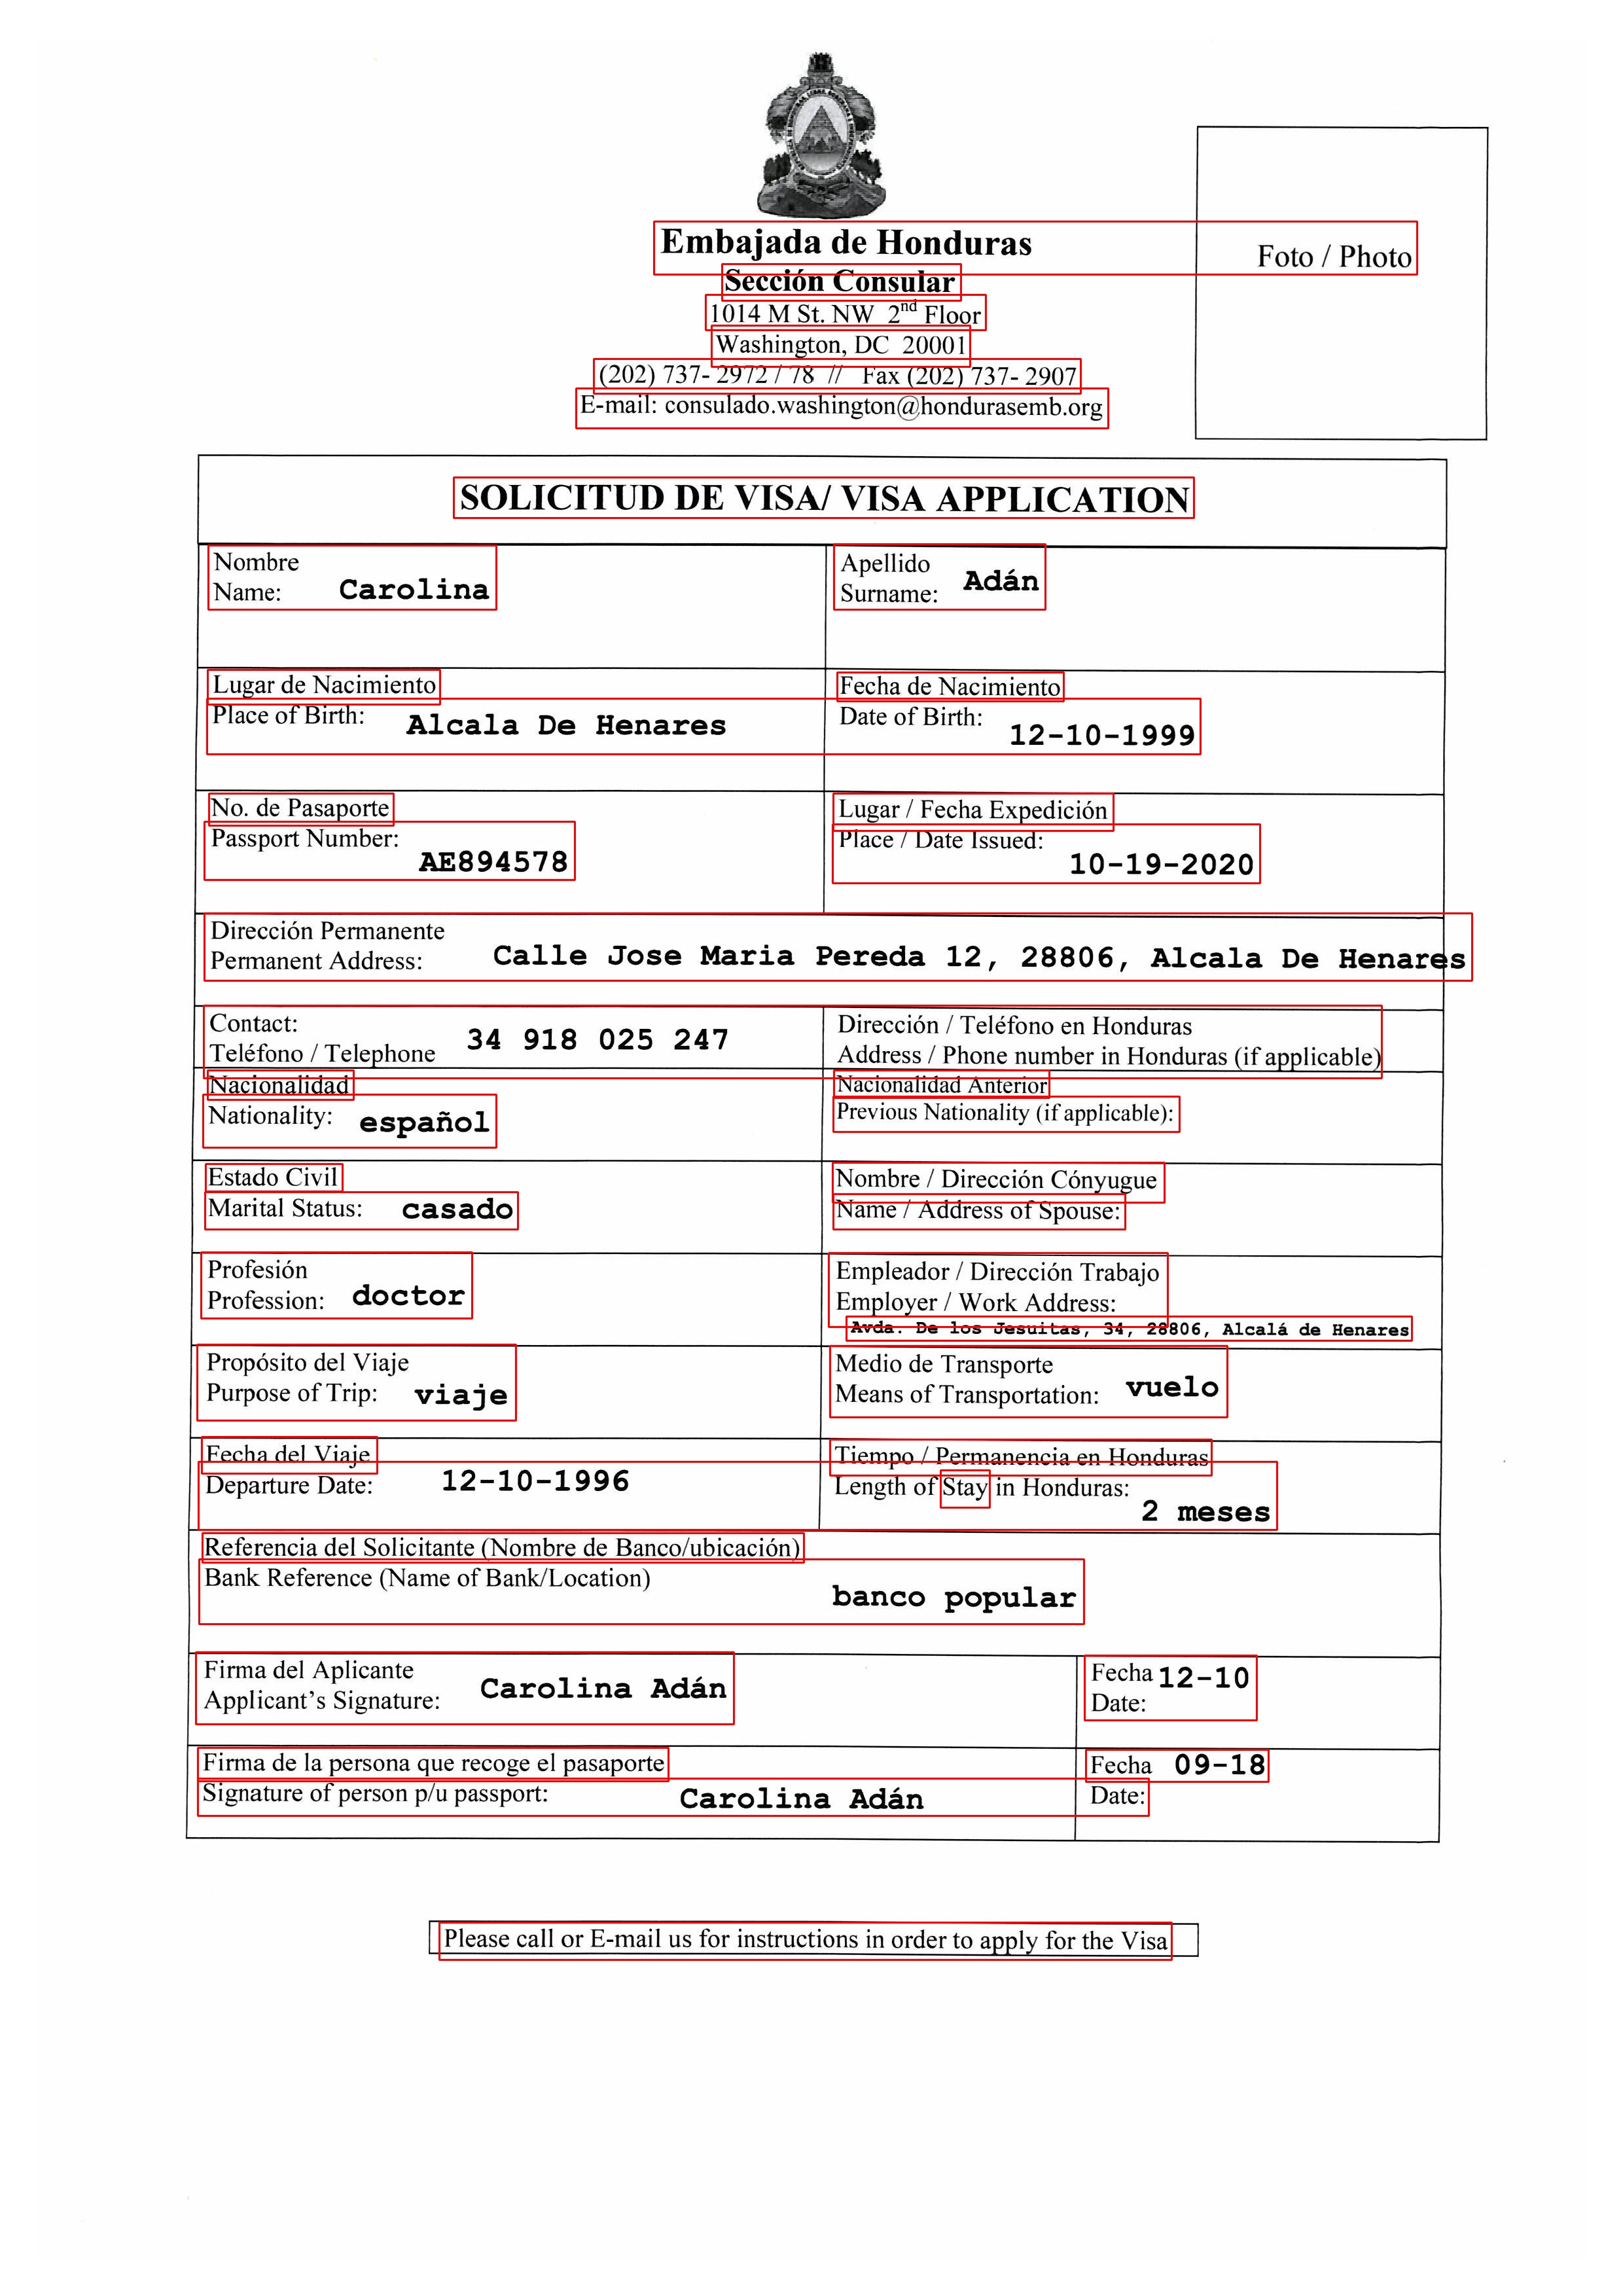 Embajada de Honduras
Foto / Photo
Sección Consular
1014 M St. NW 2nd Floor
Washington, DC 20001
(202) 737- 2972 / 78 // Fax (202) 737- 2907
E-mail: consulado.washington@hondurasemb.org
SOLICITUD DE VISA/ VISA APPLICATION
Nombre
Name: Carolina
Apellido
Surname: Adán
Lugar de Nacimiento
Place of Birth: Alcala De Henares
Fecha de Nacimiento
Date of Birth: 12-10-1999
No. de Pasaporte
Passport Number: AE894578
Lugar / Fecha Expedición
Place / Date Issued: 10-19-2020
Dirección Permanente
Permanent Address: Calle Jose Maria Pereda 12, 28806, Alcala De Henares
Contact:
Teléfono / Telephone 34 918 025 247
Dirección / Teléfono en Honduras
Address / Phone number in Honduras (if applicable)
Nacionalidad
Nationality: español
Nacionalidad Anterior
Previous Nationality (if applicable):
Estado Civil
Marital Status: casado
Nombre / Dirección Cónyugue
Name / Address of Spouse:
Profesión
Profession: doctor
Empleador / Dirección Trabajo
Employer / Work Address:
Avda. De los Jesuitas, 34, 28806, Alcalá de Henares
Propósito del Viaje
Purpose of Trip: viaje
Medio de Transporte
Means of Transportation: vuelo
Fecha del Viaje
Departure Date: 12-10-1996
Tiempo / Permanencia en Honduras
Length of Stay in Honduras: 2 meses
Referencia del Solicitante (Nombre de Banco/ubicación)
Bank Reference (Name of Bank/Location) banco popular
Firma del Aplicante
Applicant's Signature: Carolina Adán
Fecha 12-10
Date:
Firma de la persona que recoge el pasaporte
Signature of person p/u passport: Carolina Adán
Fecha 09-18
Date:
Please call or E-mail us for instructions in order to apply for the Visa